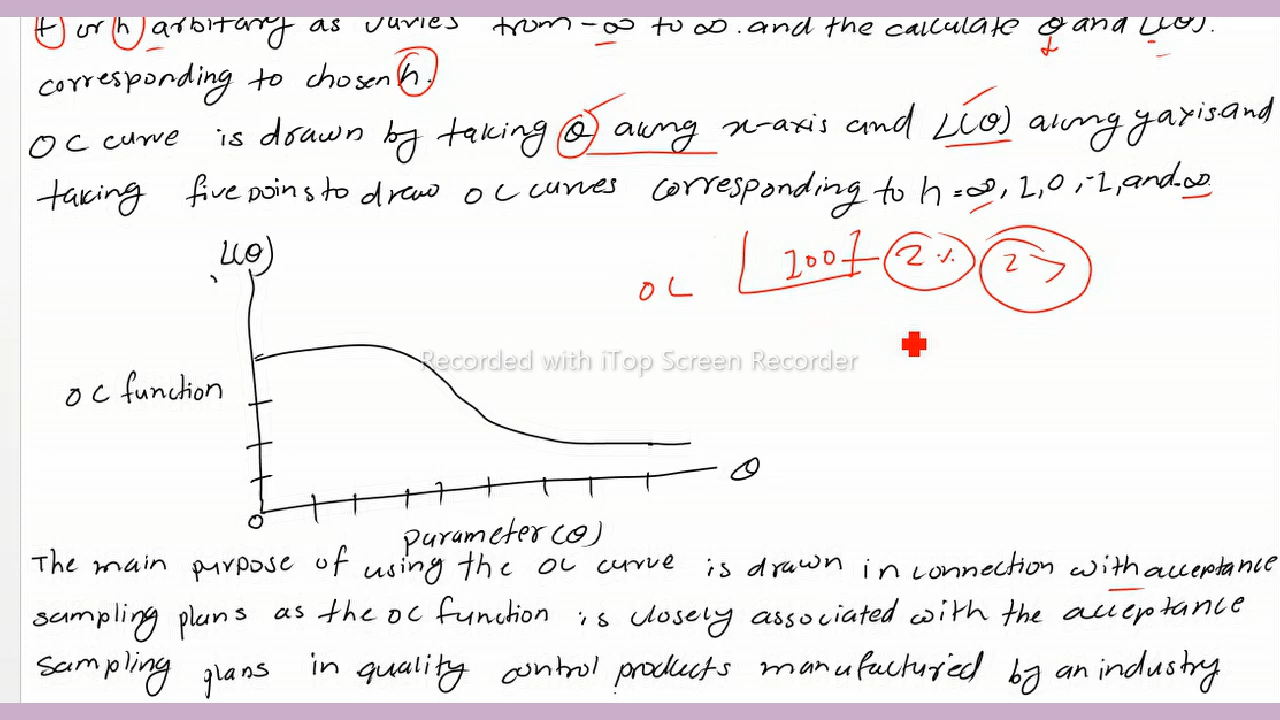 t or h arbitrary as varies from -∞ to ∞. and the calculate θ and L(θ).
corresponding to chosen h.
OC curve is drawn by taking θ along x-axis and L(θ) along y axis and
taking five points to draw OC curves corresponding to h = ∞, 1, 0, -1, and -∞
L(θ)
OC
100
2%
2
Recorded with iTop Screen Recorder
OC function
θ
0
parameter (θ)
The main purpose of using the OC curve is drawn in connection with acceptance
sampling plans as the OC function is closely associated with the acceptance
sampling plans in quality control products manufactured by an industry